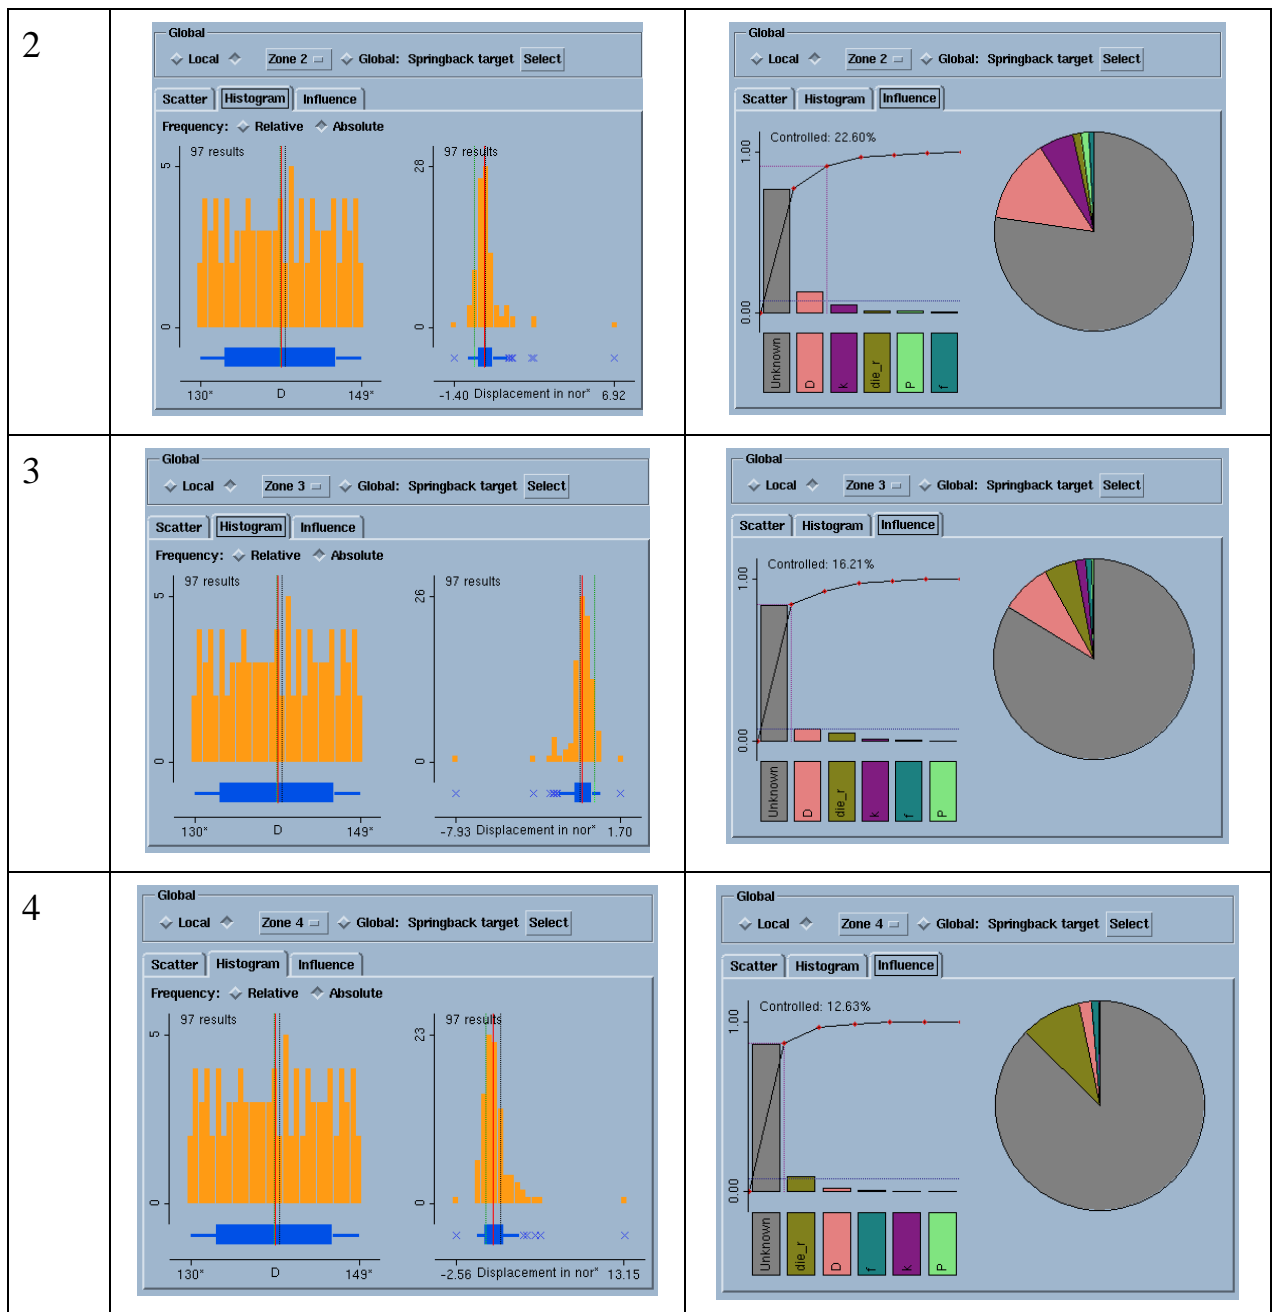 2
Global
Local Zone 2 Global: Springback target Select
Scatter Histogram Influence
Frequency: Relative Absolute
97 results
5
0
130* D 149*
97 results
28
0
-1.40 Displacement in nor* 6.92
Global
Local Zone 2 Global: Springback target Select
Scatter Histogram Influence
Controlled: 22.60%
1.00
0.00
Unknown D k die_r P f
3
Global
Local Zone 3 Global: Springback target Select
Scatter Histogram Influence
Frequency: Relative Absolute
97 results
5
0
130* D 149*
97 results
26
0
-7.93 Displacement in nor* 1.70
Global
Local Zone 3 Global: Springback target Select
Scatter Histogram Influence
Controlled: 16.21%
1.00
0.00
Unknown D die_r k f P
4
Global
Local Zone 4 Global: Springback target Select
Scatter Histogram Influence
Frequency: Relative Absolute
97 results
5
0
130* D 149*
97 results
23
0
-2.56 Displacement in nor* 13.15
Global
Local Zone 4 Global: Springback target Select
Scatter Histogram Influence
Controlled: 12.63%
1.00
0.00
Unknown die_r D f k P